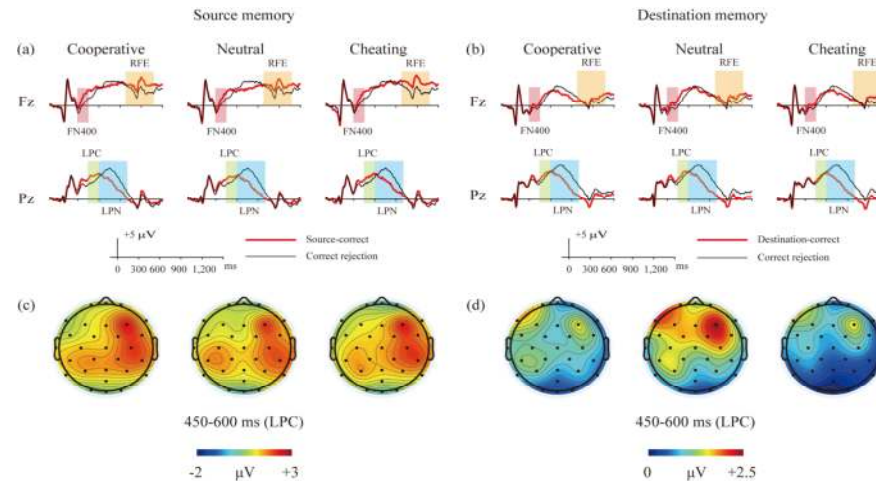 Source memory
Destination memory
(a)
Cooperative
Neutral
Cheating
RFE
RFE
RFE
Fz
FN400
FN400
FN400
LPC
LPC
LPC
Pz
LPN
LPN
LPN
+5 μV
0 300 600 900 1,200 ms
Source-correct
Correct rejection
(b)
Cooperative
Neutral
Cheating
RFE
RFE
RFE
Fz
FN400
FN400
FN400
LPC
LPC
LPC
Pz
LPN
LPN
LPN
+5 μV
0 300 600 900 1,200 ms
Destination-correct
Correct rejection
(c)
450-600 ms (LPC)
-2 μV +3
(d)
450-600 ms (LPC)
0 μV +2.5